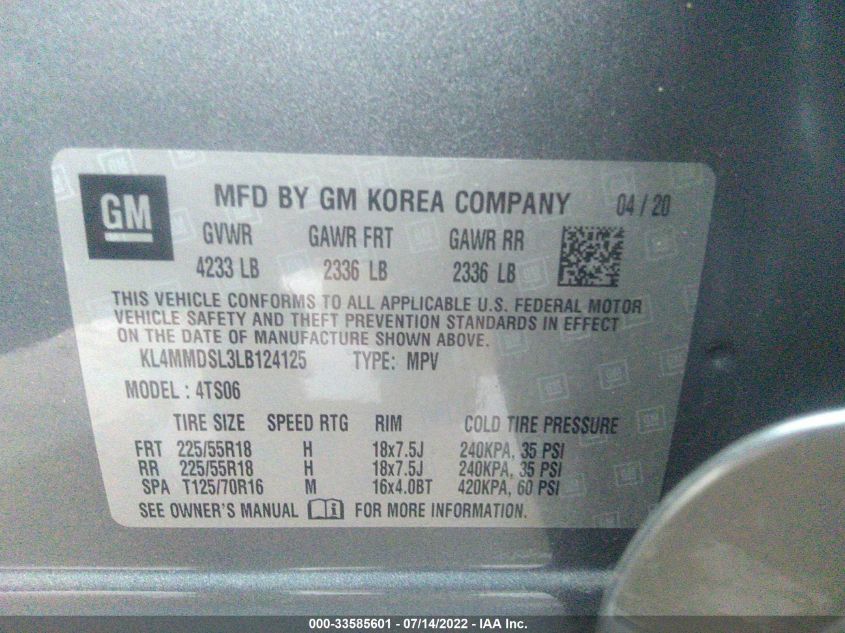 GM
MFD BY GM KOREA COMPANY 04 / 20
GVWR GAWR FRT GAWR RR
4233 LB 2336 LB 2336 LB
THIS VEHICLE CONFORMS TO ALL APPLICABLE U.S. FEDERAL MOTOR
VEHICLE SAFETY AND THEFT PREVENTION STANDARDS IN EFFECT
ON THE DATE OF MANUFACTURE SHOWN ABOVE.
KL4MMDSL3LB124125 TYPE: MPV
MODEL : 4TS06
TIRE SIZE SPEED RTG RIM COLD TIRE PRESSURE
FRT 225/55R18 H 18x7.5J 240KPA, 35 PSI
RR 225/55R18 H 18x7.5J 240KPA, 35 PSI
SPA T125/70R16 M 16x4.0BT 420KPA, 60 PSI
SEE OWNER'S MANUAL i FOR MORE INFORMATION.
000-33585601 - 07/14/2022 - IAA Inc.